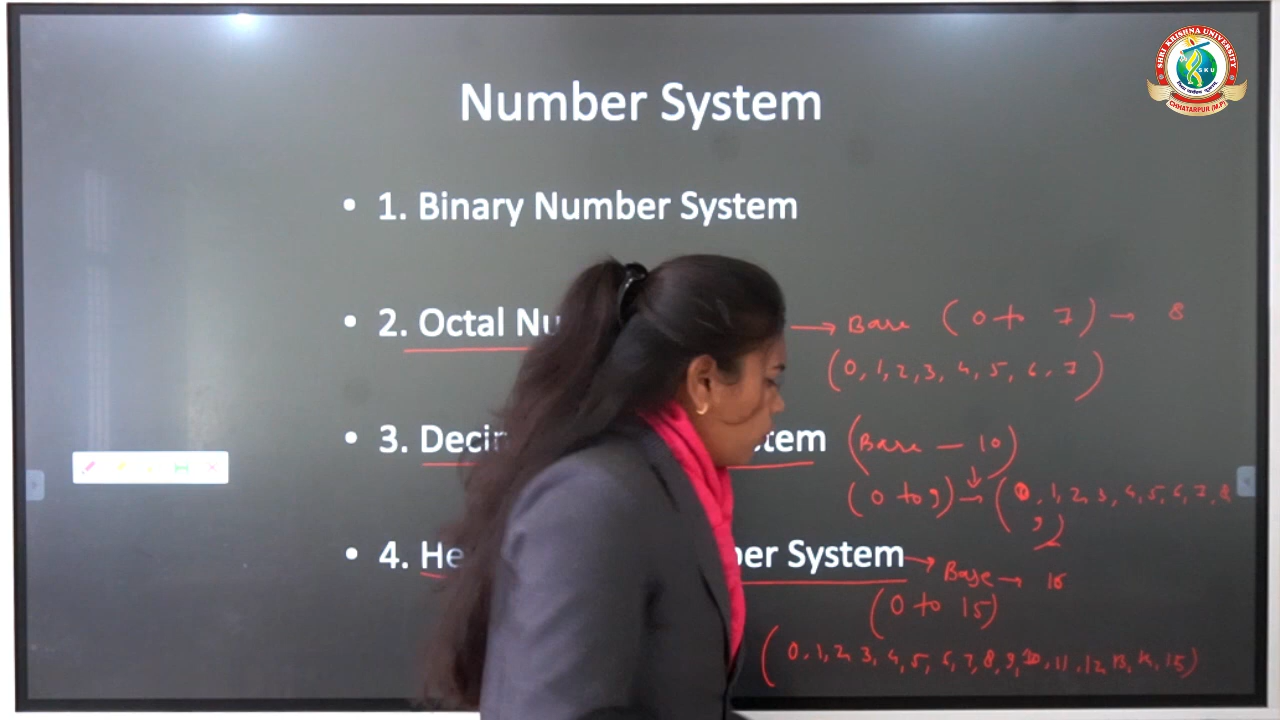 SHRI KRISHNA UNIVERSITY
SKU
CHHATARPUR (M.P.)
Number System
• 1. Binary Number System
• 2. Octal Nu → Base (0 to 7) → 8
(0, 1, 2, 3, 4, 5, 6, 7)
• 3. Decim stem (Base — 10)
(0 to 9) → (0, 1, 2, 3, 4, 5, 6, 7, 8
9)
• 4. He ber System → Base → 16
(0 to 15)
(0, 1, 2, 3, 4, 5, 6, 7, 8, 9, 10, 11, 12, 13, 14, 15)